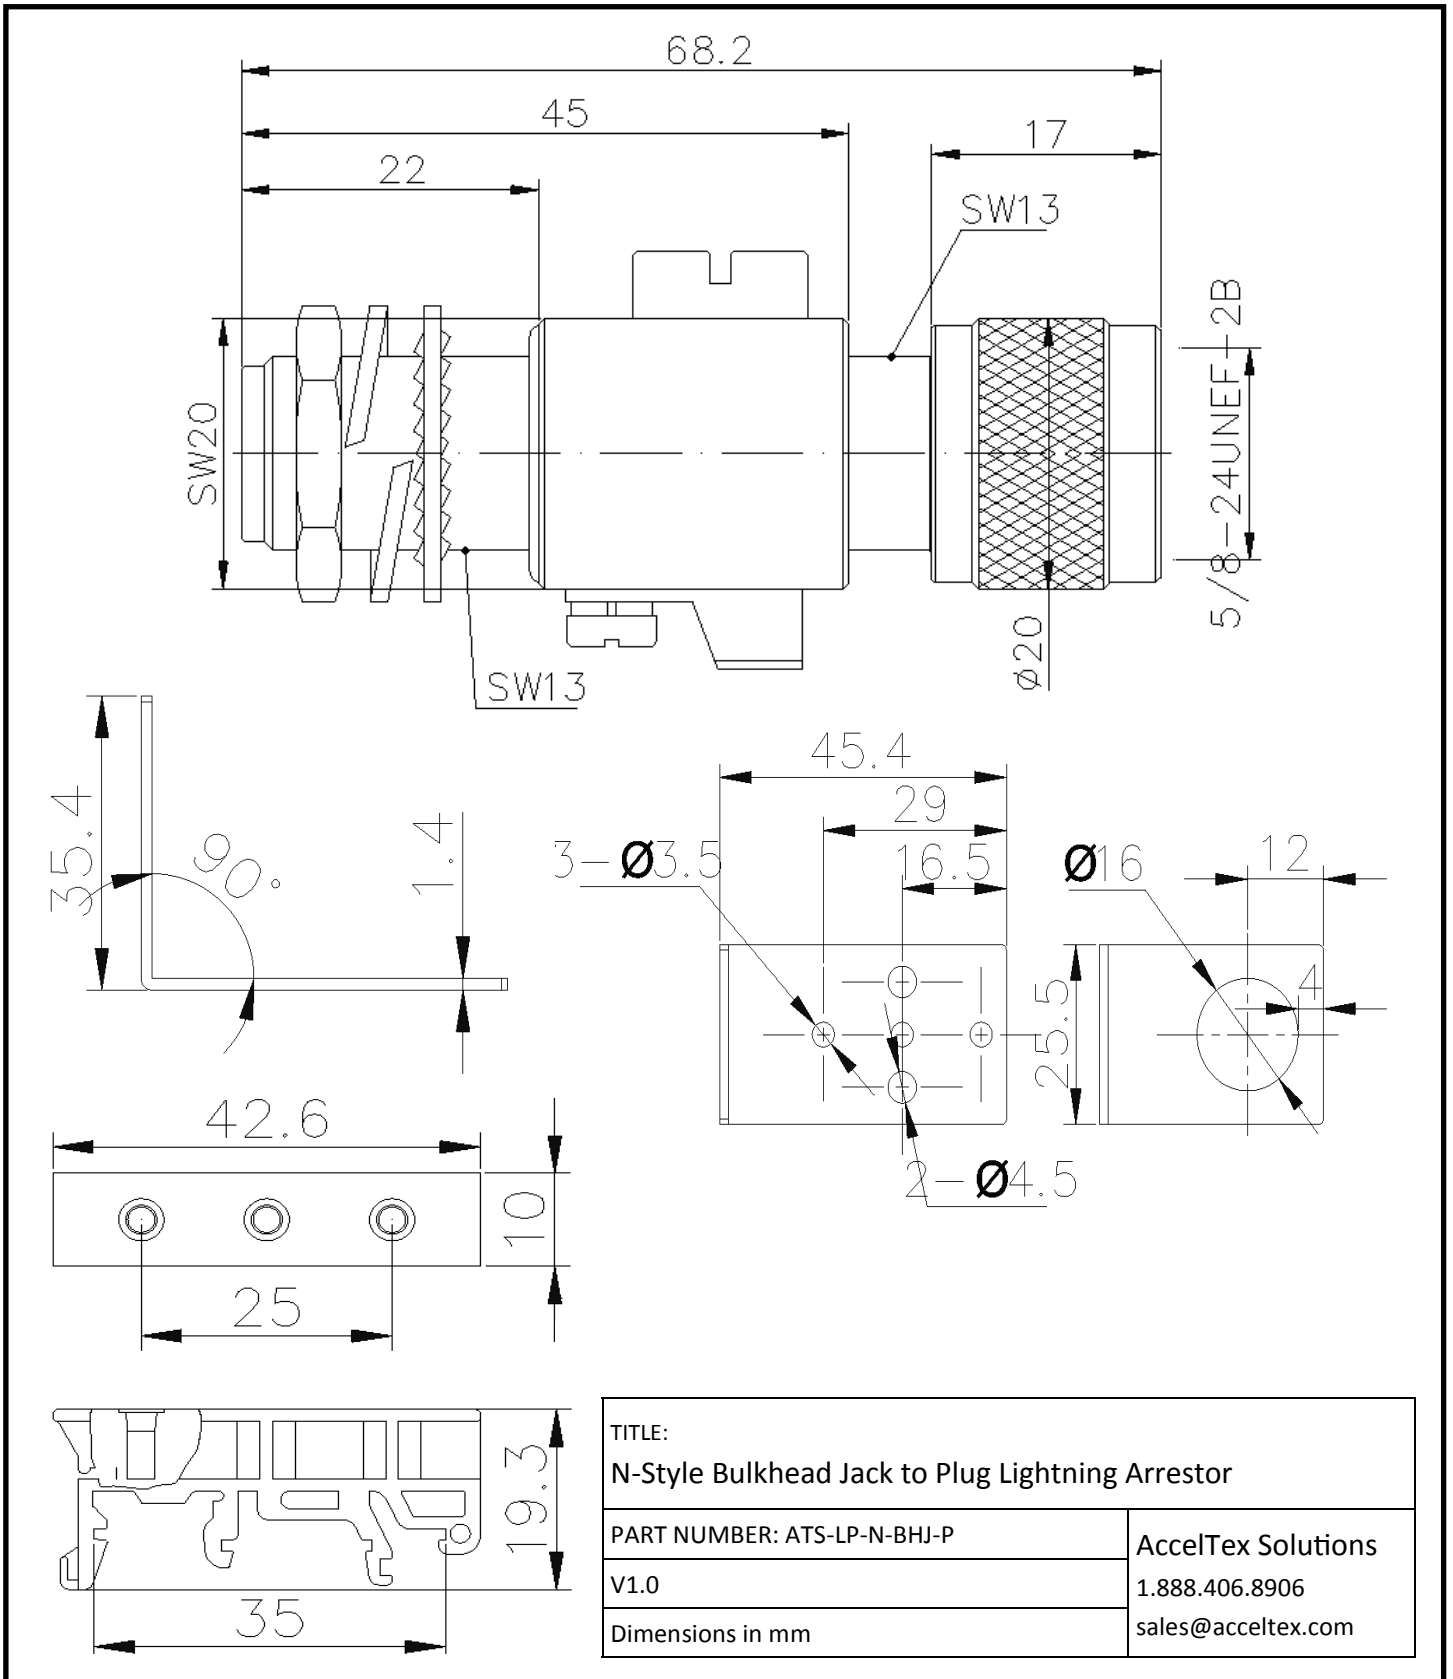 68.2
45
17
22
SW13
SW20
5/8-24UNEF-2B
Ø20
SW13
35.4
90°
1.4
45.4
29
3-Ø3.5
16.5
Ø16
12
4
25.5
2-Ø4.5
42.6
10
25
19.3
35
TITLE:
N-Style Bulkhead Jack to Plug Lightning Arrestor
PART NUMBER: ATS-LP-N-BHJ-P
V1.0
Dimensions in mm
AccelTex Solutions
1.888.406.8906
sales@acceltex.com